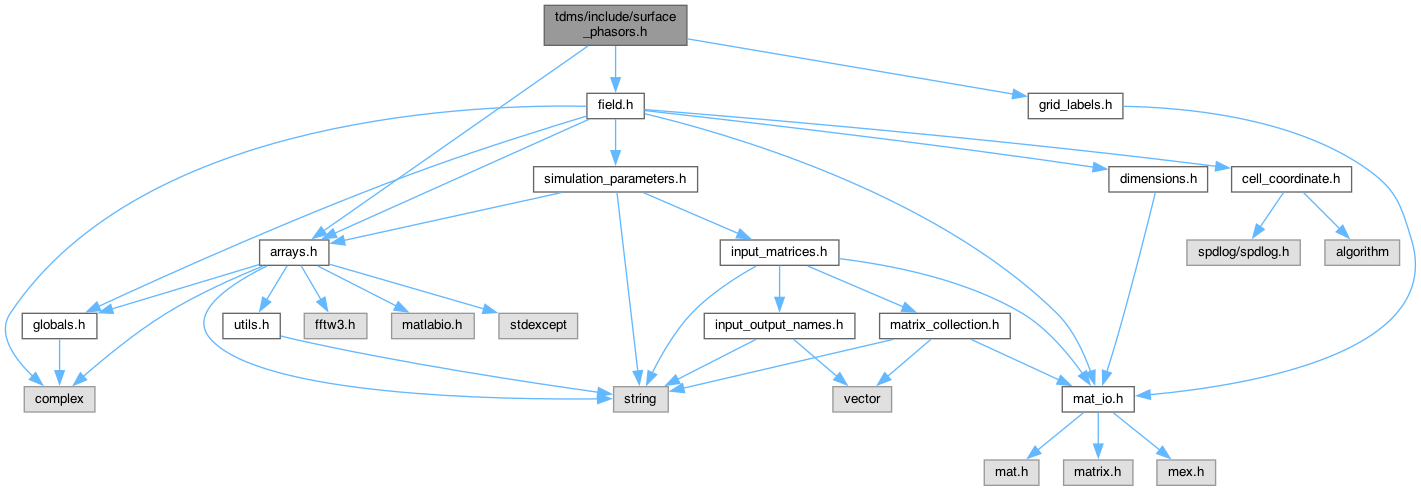 tdms/include/surface
_phasors.h
field.h
grid_labels.h
simulation_parameters.h
dimensions.h
cell_coordinate.h
arrays.h
input_matrices.h
spdlog/spdlog.h
algorithm
globals.h
utils.h
fftw3.h
matlabio.h
stdexcept
input_output_names.h
matrix_collection.h
complex
string
vector
mat_io.h
mat.h
matrix.h
mex.h